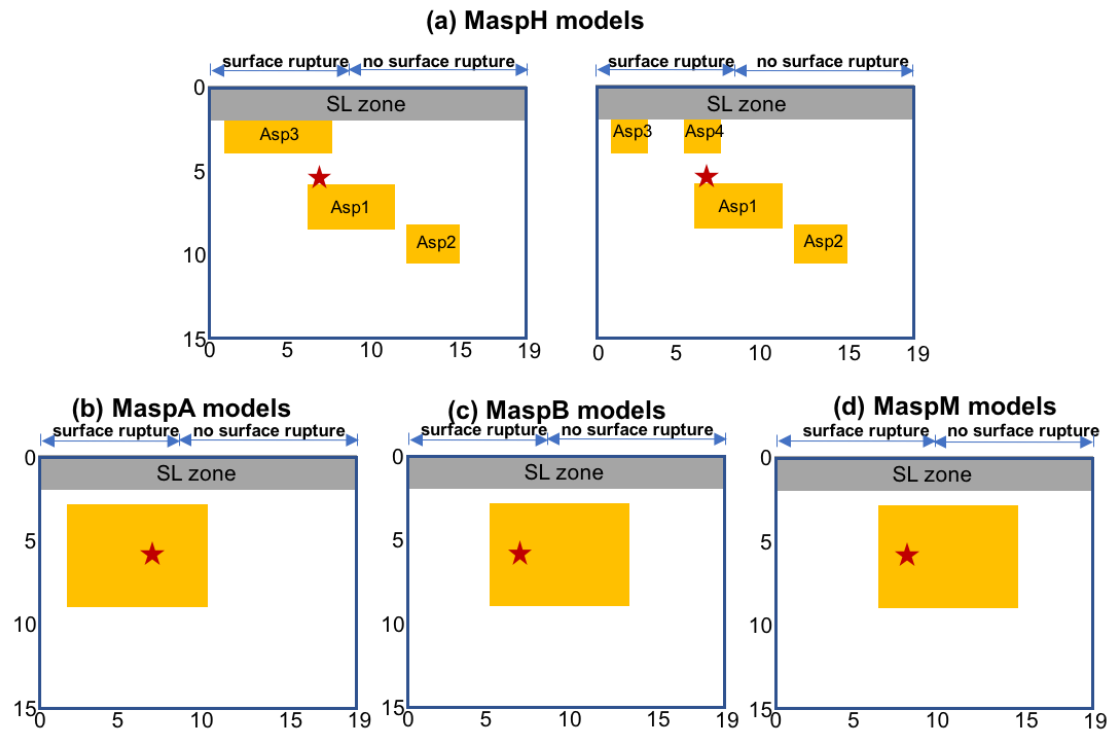 (a) MaspH models
surface rupture no surface rupture
surface rupture no surface rupture
0
SL zone
SL zone
Asp3
Asp3 Asp4
5
Asp1
Asp1
Asp2
Asp2
10
15
0 5 10 15 19
0 5 10 15 19
(b) MaspA models
surface rupture no surface rupture
0
SL zone
5
10
15
0 5 10 15 19
(c) MaspB models
surface rupture no surface rupture
0
SL zone
5
10
15
0 5 10 15 19
(d) MaspM models
surface rupture no surface rupture
0
SL zone
5
10
15
0 5 10 15 19